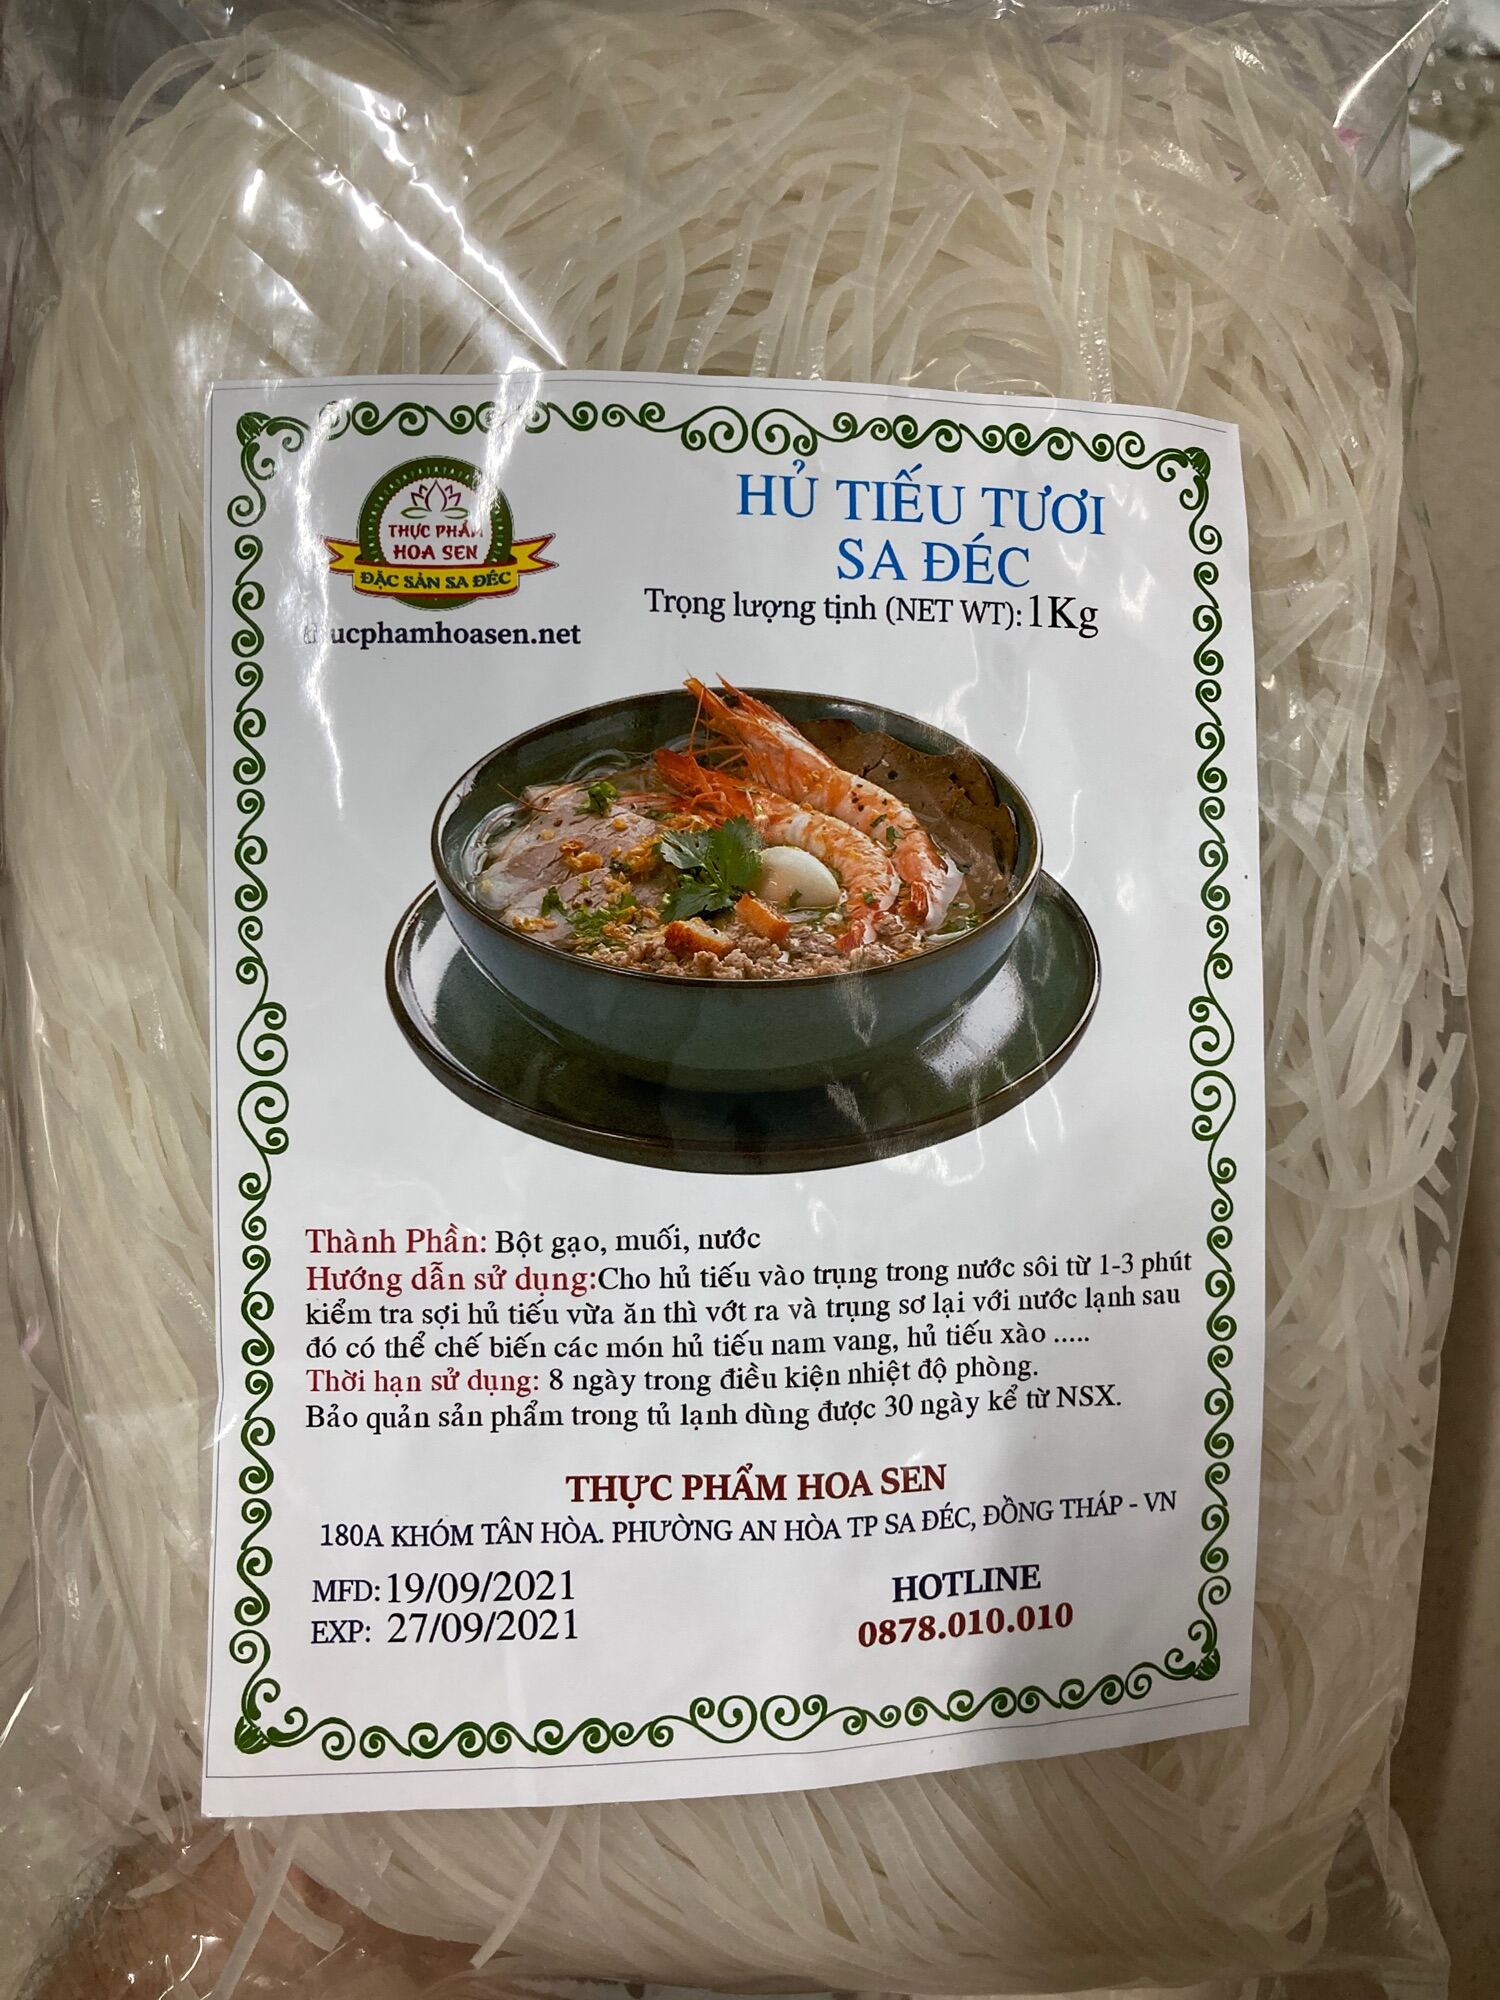 THỰC PHẨM
HOA SEN
ĐẶC SẢN SA ĐÉC
HỦ TIẾU TƯƠI
SA ĐÉC
Trọng lượng tịnh (NET WT): 1Kg
Thành Phần: Bột gạo, muối, nước
Hướng dẫn sử dụng:Cho hủ tiếu vào trụng trong nước sôi từ 1-3 phút
kiểm tra sợi hủ tiếu vừa ăn thì vớt ra và trụng sơ lại với nước lạnh sau
đó có thể chế biến các món hủ tiếu nam vang, hủ tiếu xào .....
Thời hạn sử dụng: 8 ngày trong điều kiện nhiệt độ phòng.
Bảo quản sản phẩm trong tủ lạnh dùng được 30 ngày kể từ NSX.
THỰC PHẨM HOA SEN
180A KHÓM TÂN HÒA. PHƯỜNG AN HÒA TP SA ĐÉC, ĐỒNG THÁP - VN
MFD: 19/09/2021
EXP: 27/09/2021
HOTLINE
0878.010.010